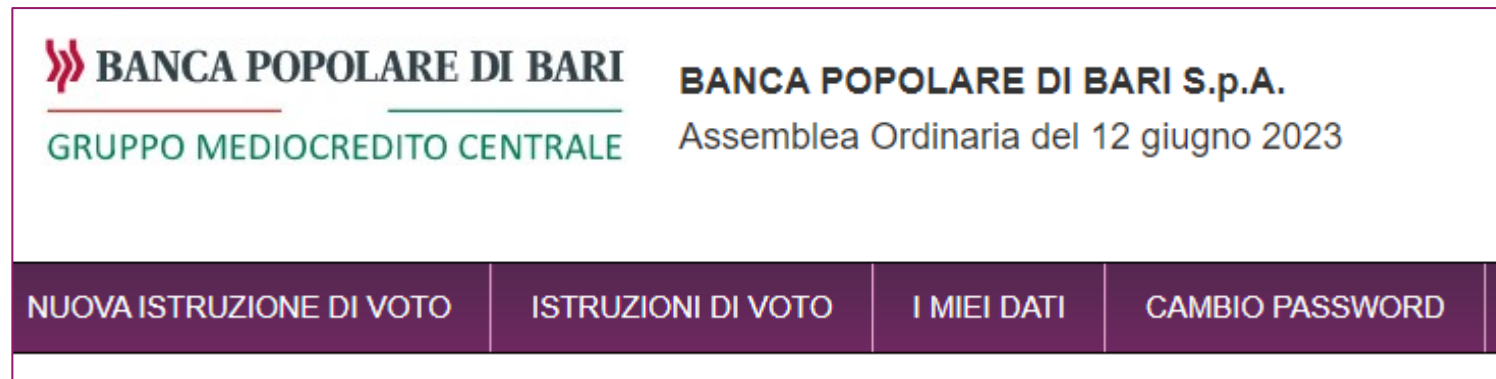 BANCA POPOLARE DI BARI
GRUPPO MEDIOCREDITO CENTRALE
BANCA POPOLARE DI BARI S.p.A.
Assemblea Ordinaria del 12 giugno 2023
NUOVA ISTRUZIONE DI VOTO
ISTRUZIONI DI VOTO
I MIEI DATI
CAMBIO PASSWORD